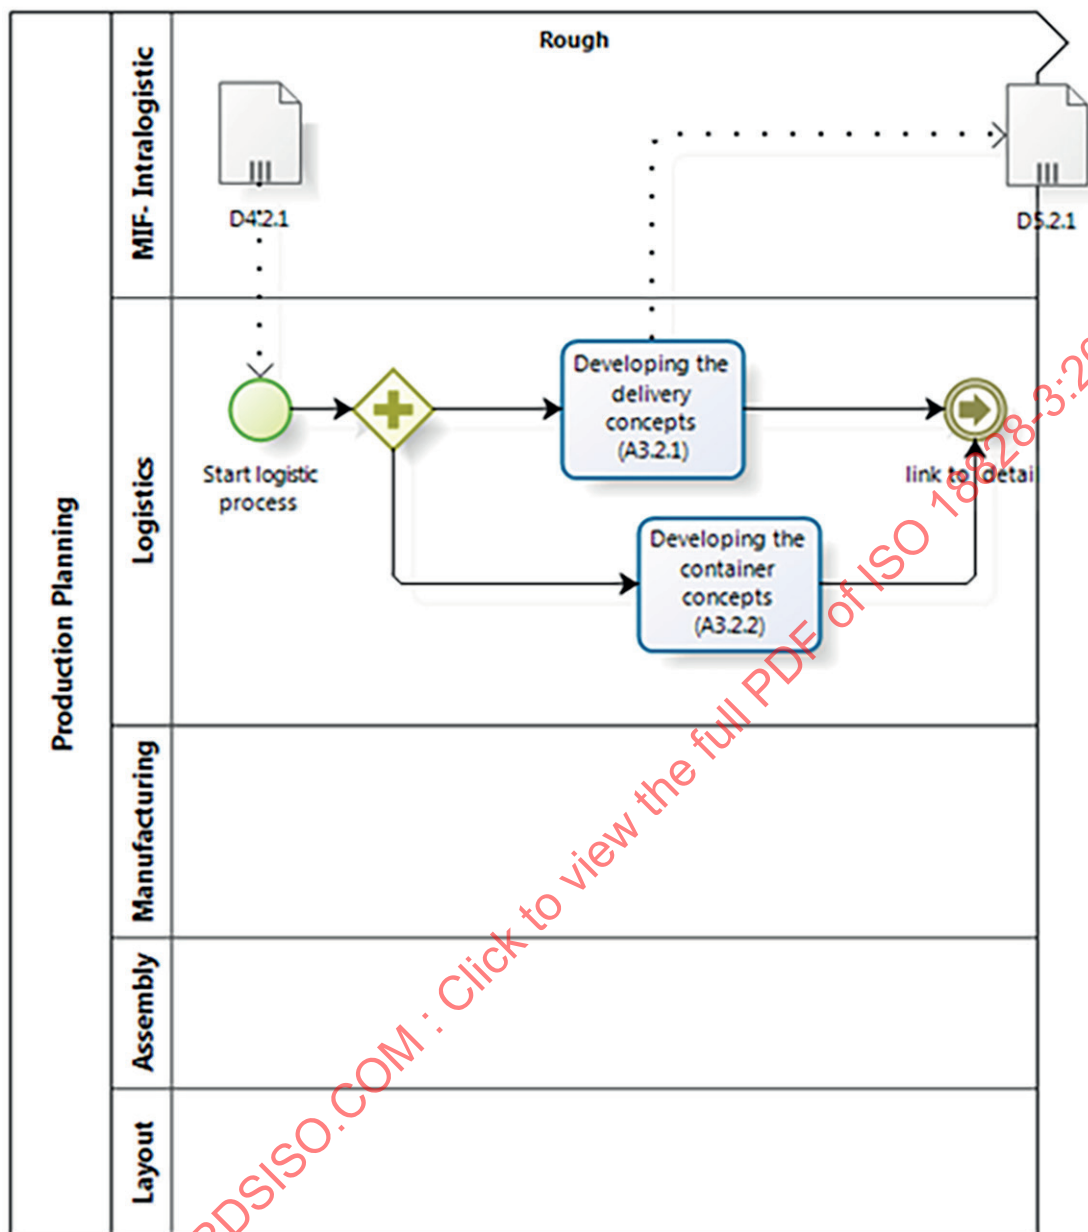 Rough
Production Planning
MIF- Intralogistic
D4.2.1
D5.2.1
Logistics
Start logistic
process
Developing the
delivery
concepts
(A3.2.1)
link to detail
Developing the
container
concepts
(A3.2.2)
Manufacturing
Assembly
Layout
RDSISO.COM : Click to view the full PDF of ISO 18828-3:20